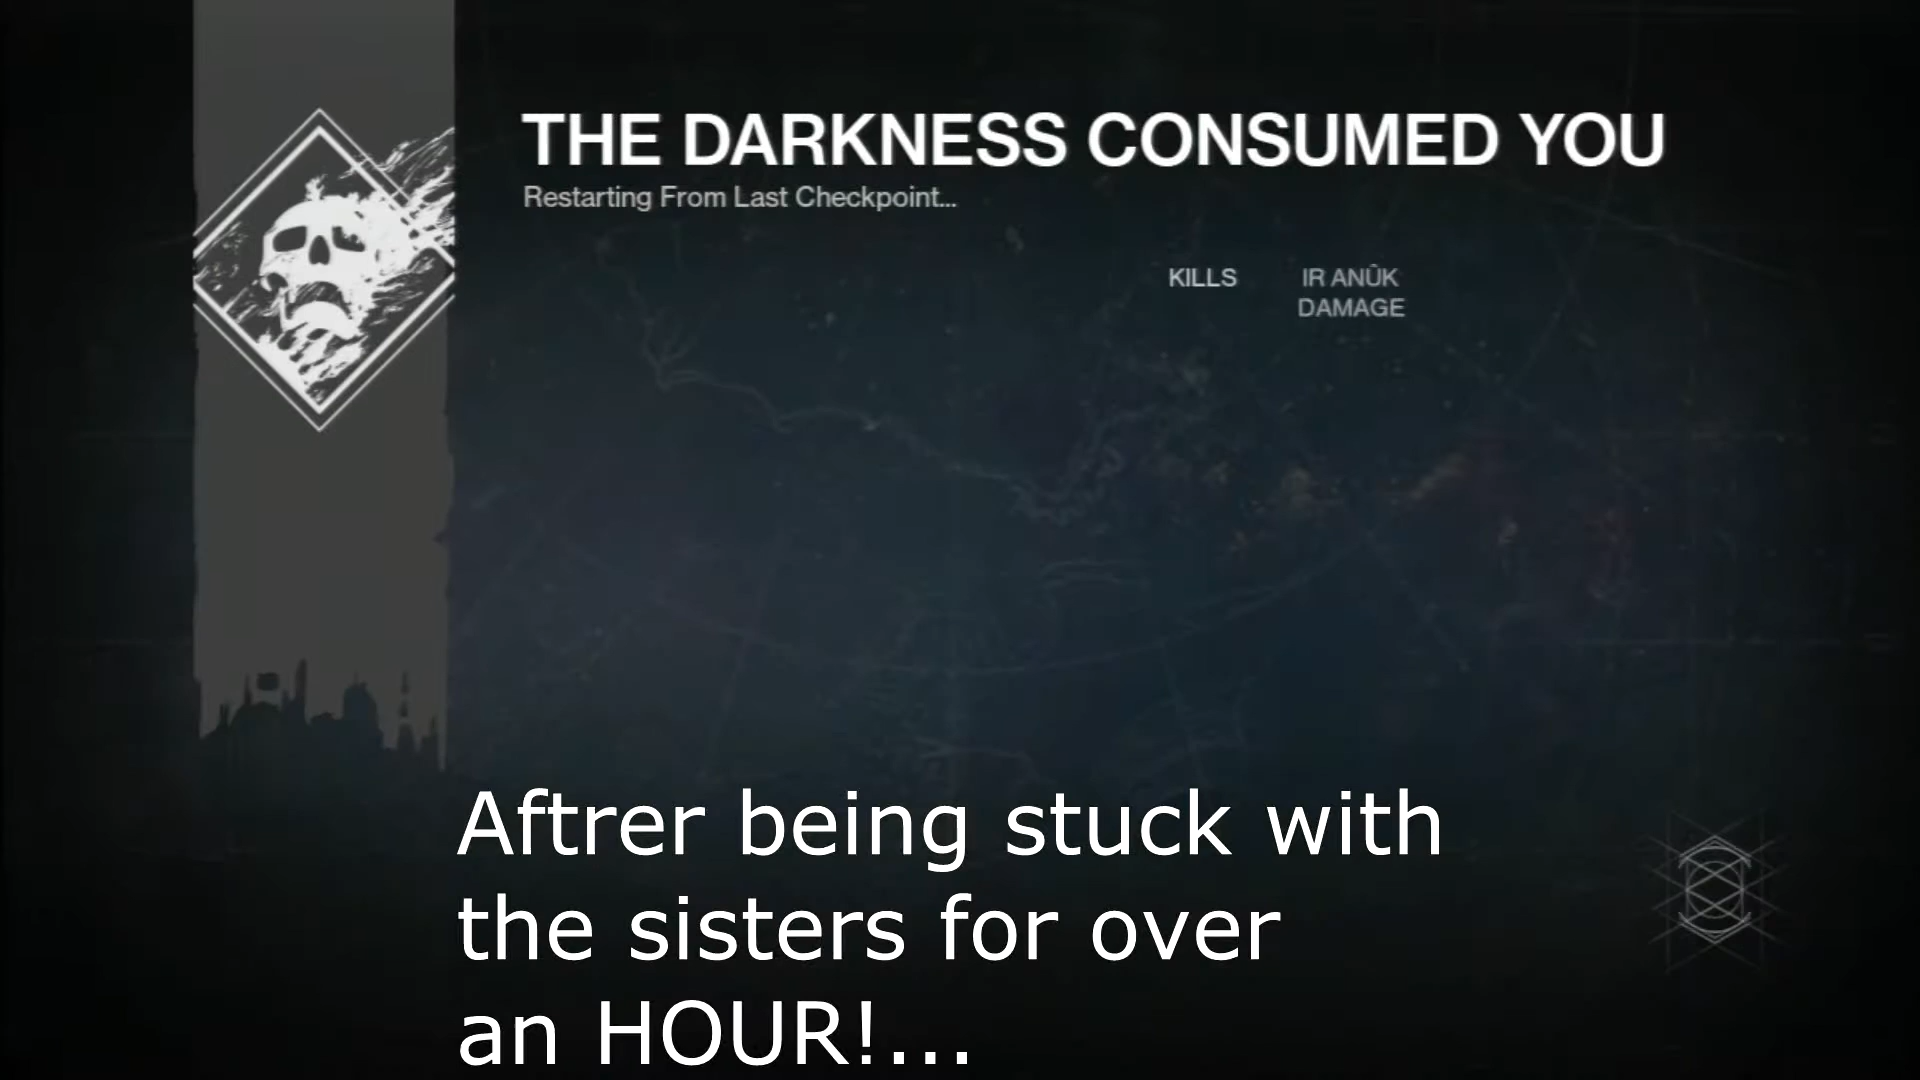 THE DARKNESS CONSUMED YOU
Restarting From Last Checkpoint...
KILLS
IR ANÛK
DAMAGE
Aftrer being stuck with
the sisters for over
an HOUR!...